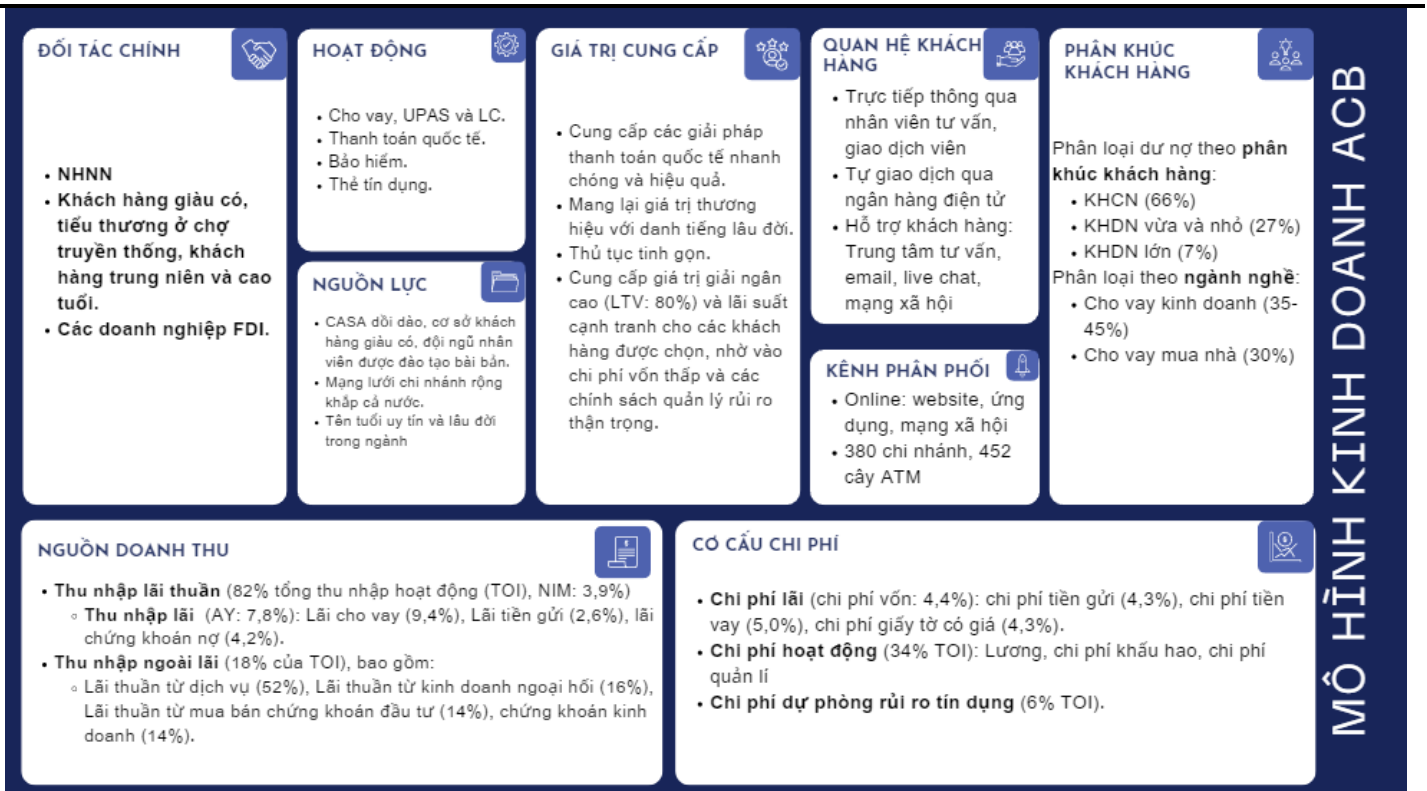 ĐỐI TÁC CHÍNH
• NHNN
• Khách hàng giàu có,
tiểu thương ở chợ
truyền thống, khách
hàng trung niên và cao
tuổi.
• Các doanh nghiệp FDI.
HOẠT ĐỘNG
• Cho vay, UPAS và LC.
• Thanh toán quốc tế.
• Bảo hiểm.
• Thẻ tín dụng.
NGUỒN LỰC
• CASA dồi dào, cơ sở khách
hàng giàu có, đội ngũ nhân
viên được đào tạo bài bản.
• Mạng lưới chi nhánh rộng
khắp cả nước.
• Tên tuổi uy tín và lâu đời
trong ngành
GIÁ TRỊ CUNG CẤP
• Cung cấp các giải pháp
thanh toán quốc tế nhanh
chóng và hiệu quả.
• Mang lại giá trị thương
hiệu với danh tiếng lâu đời.
• Thủ tục tinh gọn.
• Cung cấp giá trị giải ngân
cao (LTV: 80%) và lãi suất
cạnh tranh cho các khách
hàng được chọn, nhờ vào
chi phí vốn thấp và các
chính sách quản lý rủi ro
thận trọng.
QUAN HỆ KHÁCH
HÀNG
• Trực tiếp thông qua
nhân viên tư vấn,
giao dịch viên
• Tự giao dịch qua
ngân hàng điện tử
• Hỗ trợ khách hàng:
Trung tâm tư vấn,
email, live chat,
mạng xã hội
KÊNH PHÂN PHỐI
• Online: website, ứng
dụng, mạng xã hội
• 380 chi nhánh, 452
cây ATM
PHÂN KHÚC
KHÁCH HÀNG
Phân loại dư nợ theo phân
khúc khách hàng:
• KHCN (66%)
• KHDN vừa và nhỏ (27%)
• KHDN lớn (7%)
Phân loại theo ngành nghề:
• Cho vay kinh doanh (35-
45%)
• Cho vay mua nhà (30%)
NGUỒN DOANH THU
• Thu nhập lãi thuần (82% tổng thu nhập hoạt động (TOI), NIM: 3,9%)
◦ Thu nhập lãi (AY: 7,8%): Lãi cho vay (9,4%), Lãi tiền gửi (2,6%), lãi
chứng khoán nợ (4,2%).
• Thu nhập ngoài lãi (18% của TOI), bao gồm:
◦ Lãi thuần từ dịch vụ (52%), Lãi thuần từ kinh doanh ngoại hối (16%),
Lãi thuần từ mua bán chứng khoán đầu tư (14%), chứng khoán kinh
doanh (14%).
CƠ CẤU CHI PHÍ
• Chi phí lãi (chi phí vốn: 4,4%): chi phí tiền gửi (4,3%), chi phí tiền
vay (5,0%), chi phí giấy tờ có giá (4,3%).
• Chi phí hoạt động (34% TOI): Lương, chi phí khấu hao, chi phí
quản lí
• Chi phí dự phòng rủi ro tín dụng (6% TOI).
MÔ HÌNH KINH DOANH ACB